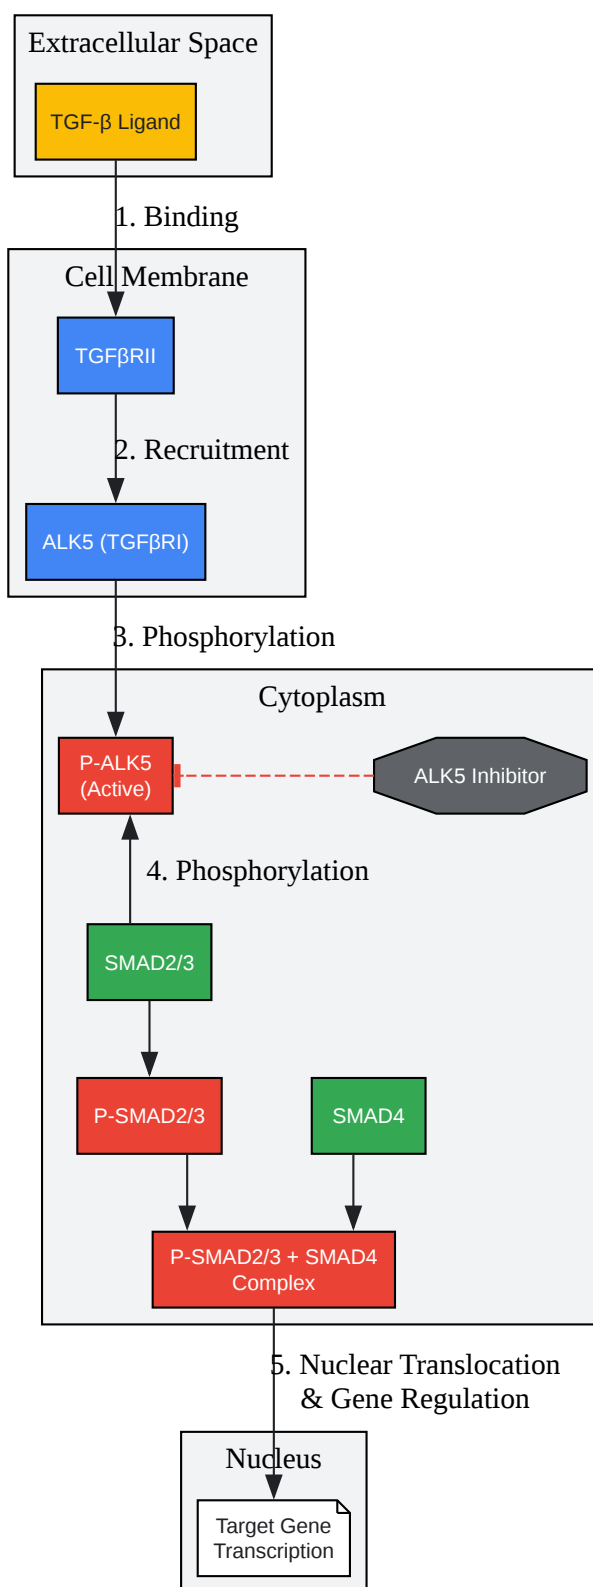 Extracellular Space
TGF-β Ligand
1. Binding
Cell Membrane
TGFβRII
2. Recruitment
ALK5 (TGFβRI)
3. Phosphorylation
Cytoplasm
P-ALK5
(Active)
ALK5 Inhibitor
4. Phosphorylation
SMAD2/3
P-SMAD2/3
SMAD4
P-SMAD2/3 + SMAD4
Complex
5. Nuclear Translocation
& Gene Regulation
Nucleus
Target Gene
Transcription